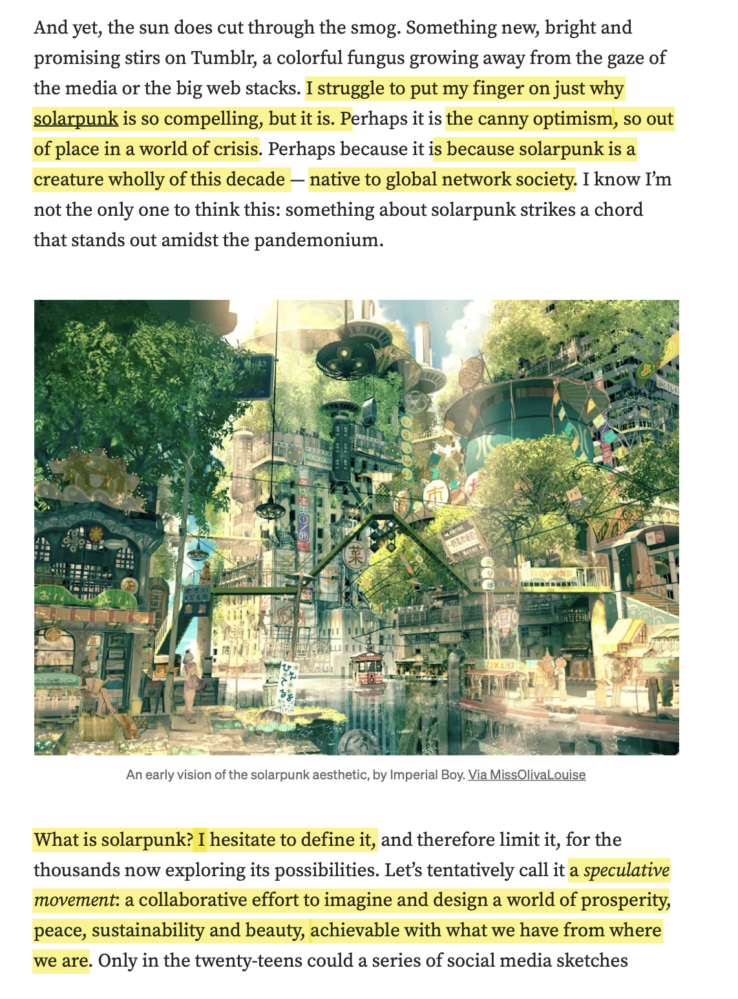 And yet, the sun does cut through the smog. Something new, bright and
promising stirs on Tumblr, a colorful fungus growing away from the gaze of
the media or the big web stacks. I struggle to put my finger on just why
solarpunk is so compelling, but it is. Perhaps it is the canny optimism, so out
of place in a world of crisis. Perhaps because it is because solarpunk is a
creature wholly of this decade — native to global network society. I know I’m
not the only one to think this: something about solarpunk strikes a chord
that stands out amidst the pandemonium.
よ
市
菜
よ
ひえてるよ
An early vision of the solarpunk aesthetic, by Imperial Boy. Via MissOlivaLouise
What is solarpunk? I hesitate to define it, and therefore limit it, for the
thousands now exploring its possibilities. Let’s tentatively call it a speculative
movement: a collaborative effort to imagine and design a world of prosperity,
peace, sustainability and beauty, achievable with what we have from where
we are. Only in the twenty-teens could a series of social media sketches